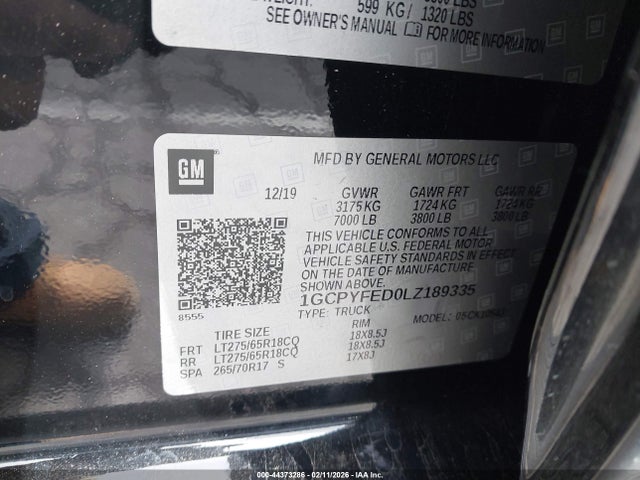 599 KG / 1320 LBS
SEE OWNER'S MANUAL FOR MORE INFORMATION
GM
MFD BY GENERAL MOTORS LLC
12/19 GVWR GAWR FRT GAWR RR
3175 KG 1724 KG 1724 KG
7000 LB 3800 LB 3800 LB
THIS VEHICLE CONFORMS TO ALL
APPLICABLE U.S. FEDERAL MOTOR
VEHICLE SAFETY STANDARDS IN
EFFECT ON THE DATE OF MANUFACTURE
SHOWN ABOVE.
8555
1GCPYFED0LZ189335
TYPE: TRUCK MODEL:
TIRE SIZE RIM
FRT LT275/65R18CQ 18X8.5J
RR LT275/65R18CQ 18X8.5J
SPA 265/70R17 S 17X8J
000-44373286 - 02/11/2026 - IAA, Inc.